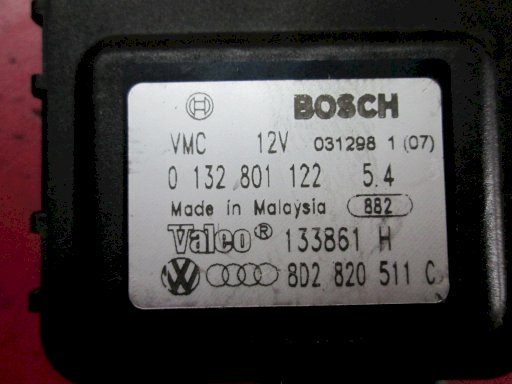 BOSCH
VMC 12V 031298 1 (07)
0 132 801 122 5.4
Made in Malaysia 882
Valeo® 133861 H
8D2 820 511 C